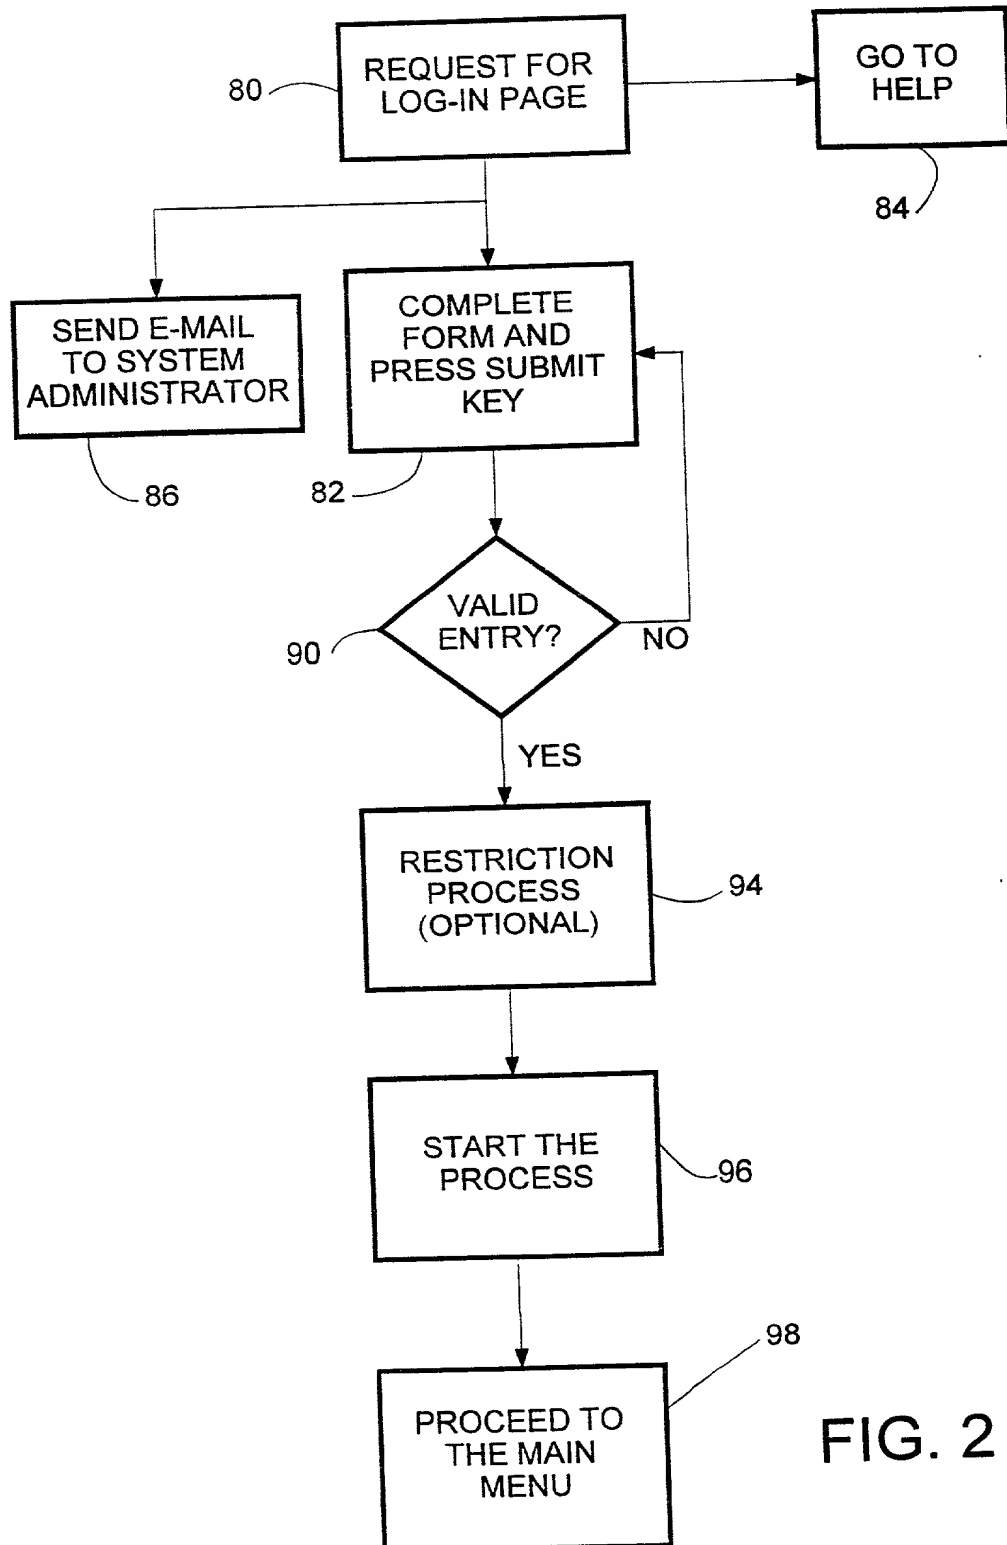 REQUEST FOR
LOG-IN PAGE
80
GO TO
HELP
84
SEND E-MAIL
TO SYSTEM
ADMINISTRATOR
86
COMPLETE
FORM AND
PRESS SUBMIT
KEY
82
VALID
ENTRY?
90
NO
YES
RESTRICTION
PROCESS
(OPTIONAL)
94
START THE
PROCESS
96
PROCEED TO
THE MAIN
MENU
98
FIG. 2